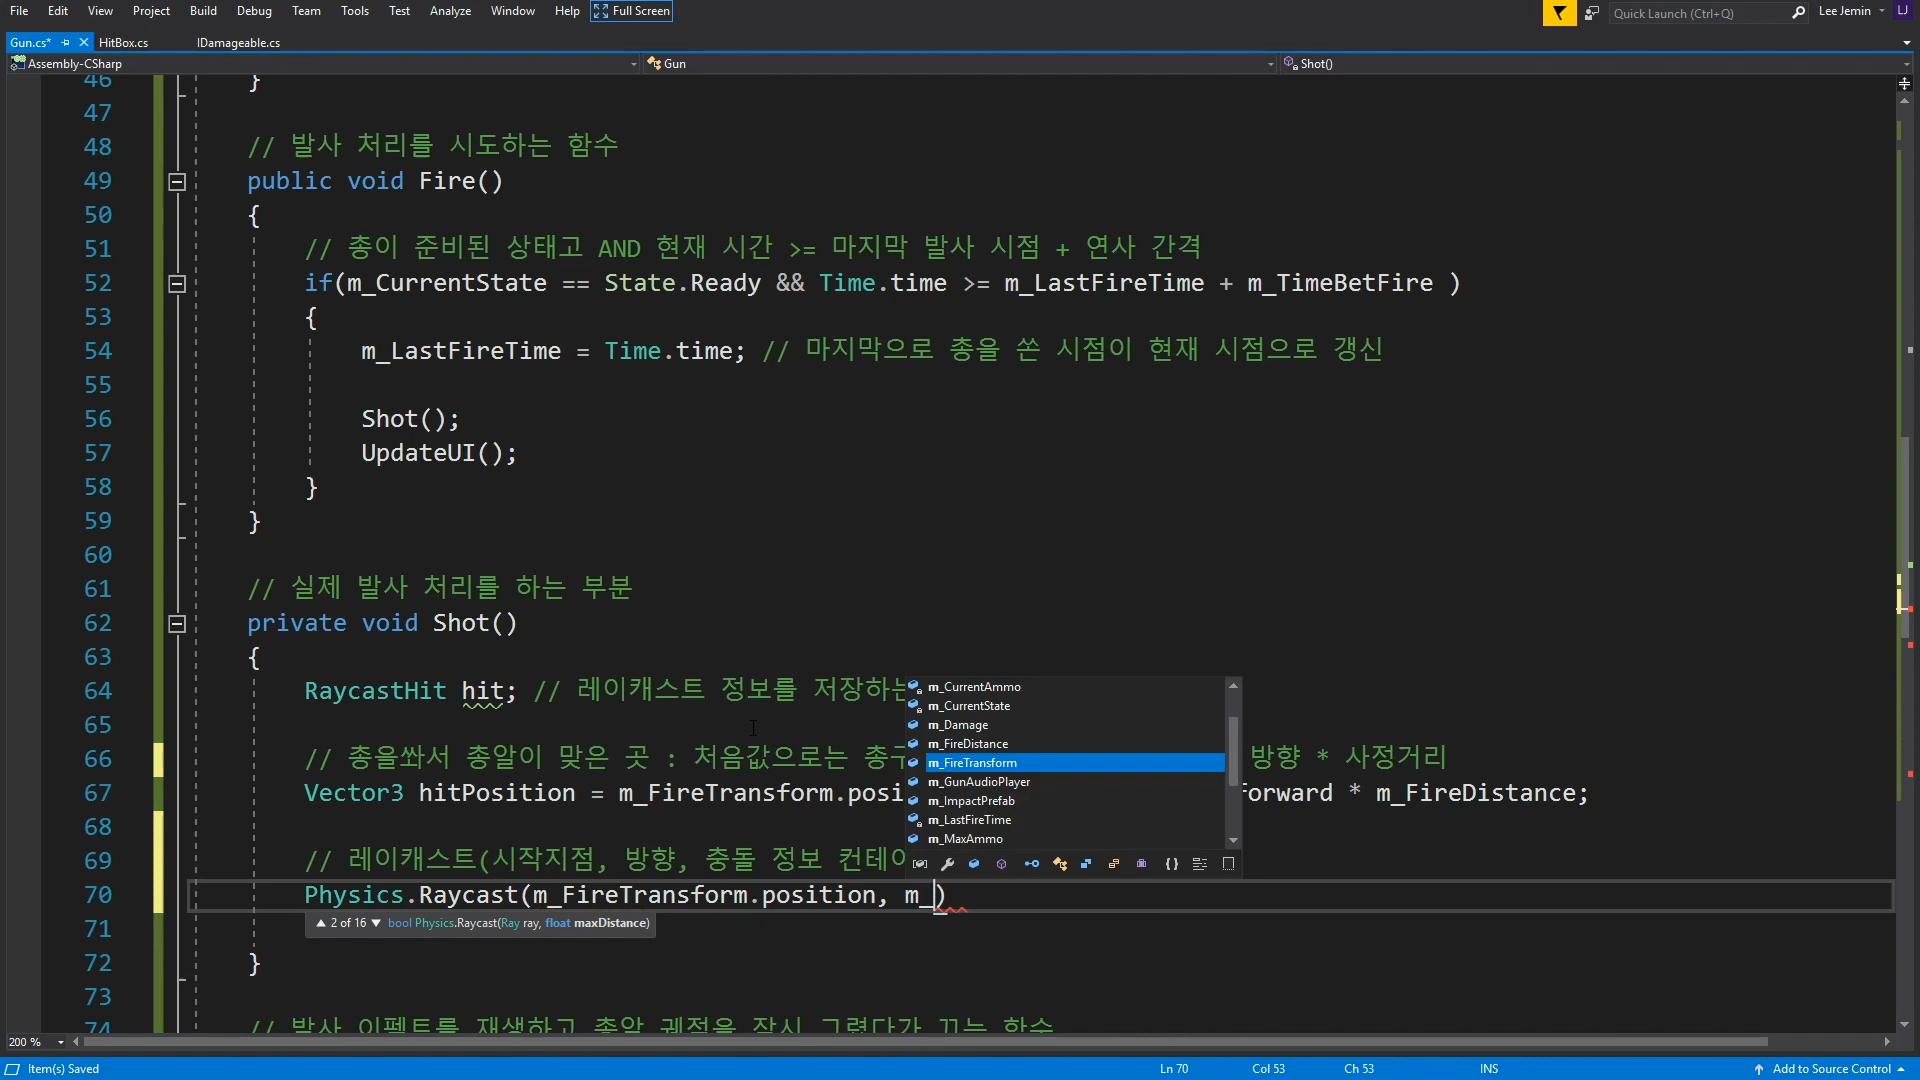 File Edit View Project Build Debug Team Tools Test Analyze Window Help Full Screen Quick Launch (Ctrl+Q) Lee Jemin LJ
Gun.cs* HitBox.cs IDamageable.cs
Assembly-CSharp Gun Shot()
46 }
47
48 // 발사 처리를 시도하는 함수
49 public void Fire()
50 {
51 // 총이 준비된 상태고 AND 현재 시간 >= 마지막 발사 시점 + 연사 간격
52 if(m_CurrentState == State.Ready && Time.time >= m_LastFireTime + m_TimeBetFire )
53 {
54 m_LastFireTime = Time.time; // 마지막으로 총을 쏜 시점이 현재 시점으로 갱신
55
56 Shot();
57 UpdateUI();
58 }
59 }
60
61 // 실제 발사 처리를 하는 부분
62 private void Shot()
63 {
64 RaycastHit hit; // 레이캐스트 정보를 저장하는
65
66 // 총을쏴서 총알이 맞은 곳 : 처음값으로는 총구 방향 * 사정거리
67 Vector3 hitPosition = m_FireTransform.posi forward * m_FireDistance;
68
69 // 레이캐스트(시작지점, 방향, 충돌 정보 컨테이
70 Physics.Raycast(m_FireTransform.position, m_)
m_CurrentAmmo
m_CurrentState
m_Damage
m_FireDistance
m_FireTransform
m_GunAudioPlayer
m_ImpactPrefab
m_LastFireTime
m_MaxAmmo
2 of 16 bool Physics.Raycast(Ray ray, float maxDistance)
71
72 }
73
74 // 발사 이펙트를 재생하고 총알 궤적을 잠시 그렸다가 끄는 함수
200 %
Item(s) Saved Ln 70 Col 53 Ch 53 INS Add to Source Control